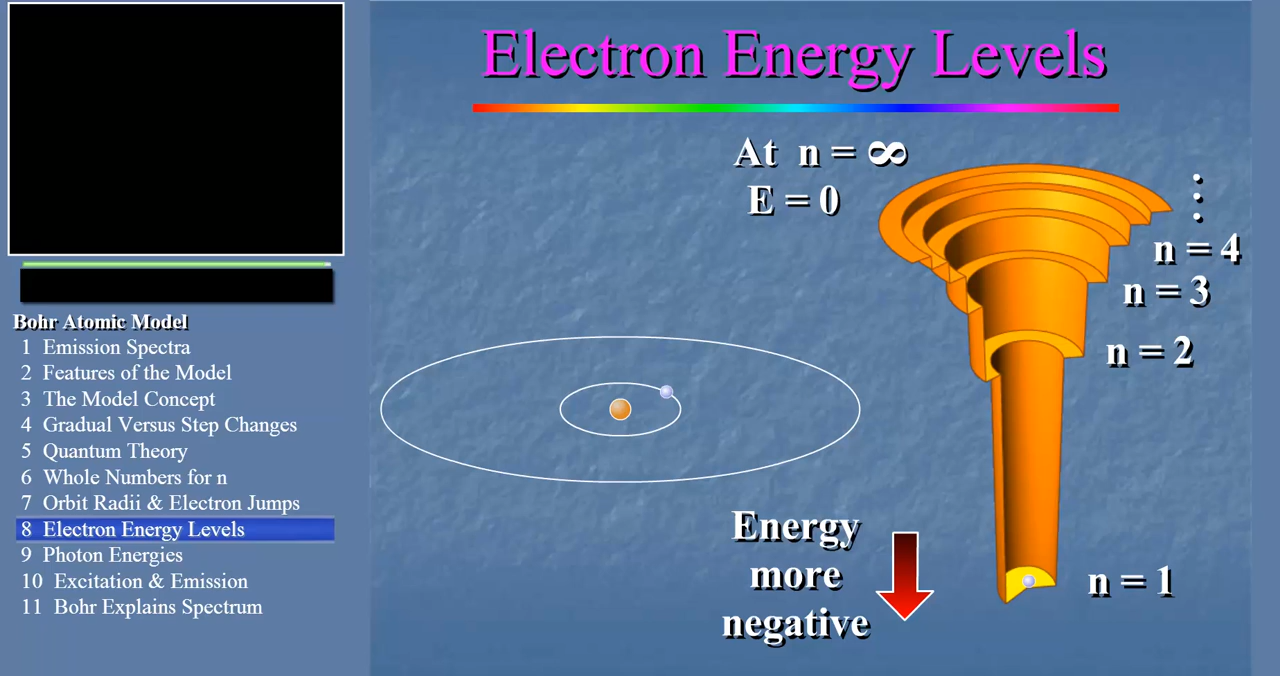 Electron Energy Levels
At n = ∞
E = 0
n = 4
n = 3
n = 2
n = 1
Energy
more
negative
Bohr Atomic Model
1 Emission Spectra
2 Features of the Model
3 The Model Concept
4 Gradual Versus Step Changes
5 Quantum Theory
6 Whole Numbers for n
7 Orbit Radii & Electron Jumps
8 Electron Energy Levels
9 Photon Energies
10 Excitation & Emission
11 Bohr Explains Spectrum